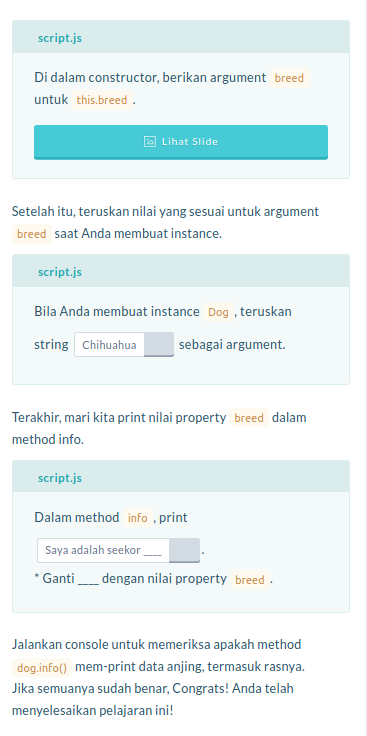 script.js
Di dalam constructor, berikan argument breed
untuk this.breed .
Lihat Slide
Setelah itu, teruskan nilai yang sesuai untuk argument
breed saat Anda membuat instance.
script.js
Bila Anda membuat instance Dog , teruskan
string Chihuahua sebagai argument.
Terakhir, mari kita print nilai property breed dalam
method info.
script.js
Dalam method info , print
Saya adalah seekor ____ .
* Ganti ____ dengan nilai property breed .
Jalankan console untuk memeriksa apakah method
dog.info() mem-print data anjing, termasuk rasnya.
Jika semuanya sudah benar, Congrats! Anda telah
menyelesaikan pelajaran ini!